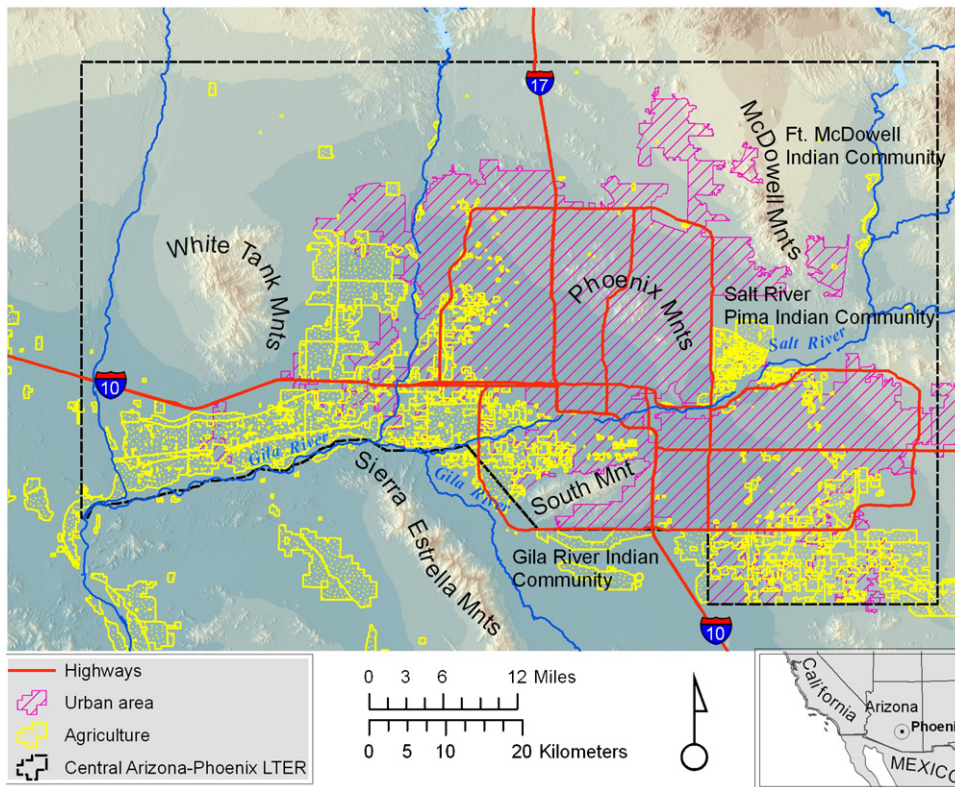 17
McDowell Mnts
Ft. McDowell
Indian Community
White Tank Mnts
Phoenix Mnts
Salt River
Pima Indian Community
Salt River
10
Gila River
Sierra Estrella Mnts
Gila River
South Mnt
Gila River Indian
Community
10
Highways
Urban area
Agriculture
Central Arizona-Phoenix LTER
0 3 6 12 Miles
0 5 10 20 Kilometers
California
Arizona
Phoeni
MEXICO